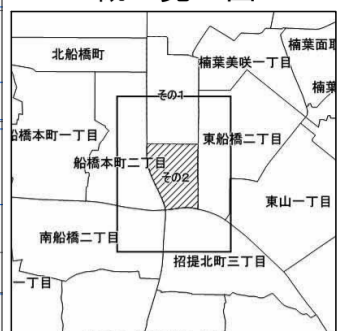 北船橋町
楠葉面取
楠葉美咲一丁目
楠葉
その1
船橋本町一丁目
船橋本町二丁目
東船橋二丁目
その2
東山一丁目
南船橋二丁目
招提北町三丁目
一丁目